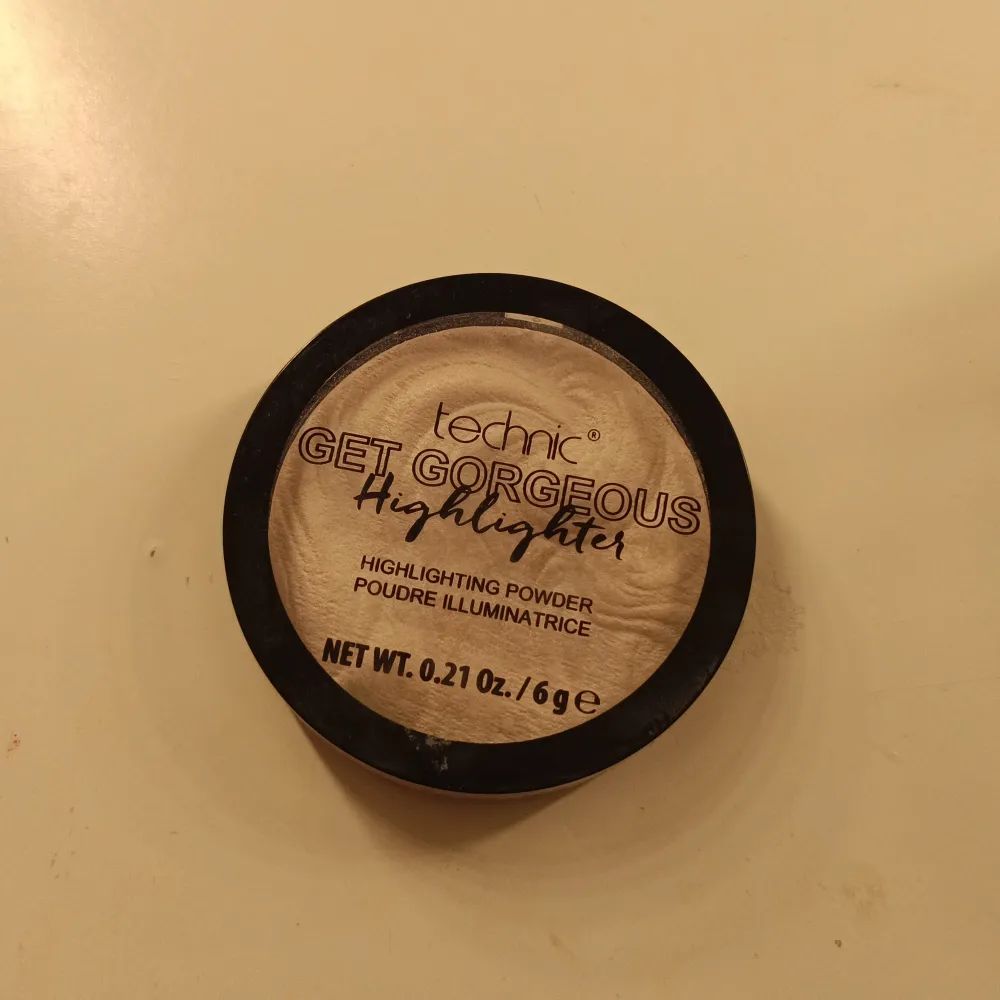 technic®
GET GORGEOUS
Highlighter
HIGHLIGHTING POWDER
POUDRE ILLUMINATRICE
NET WT. 0.21 Oz. / 6 g ℮